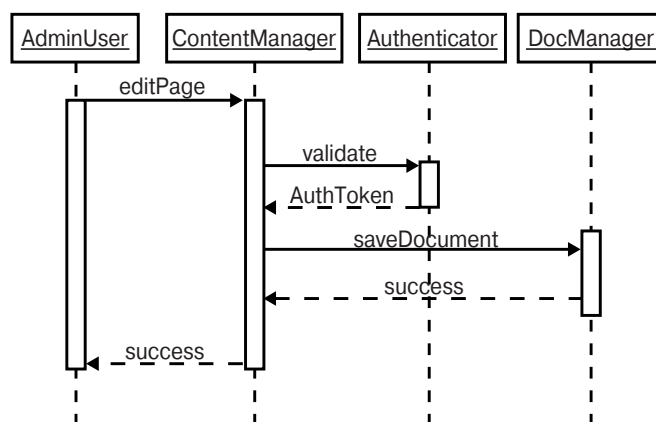 AdminUser
ContentManager
Authenticator
DocManager
editPage
validate
AuthToken
saveDocument
success
success